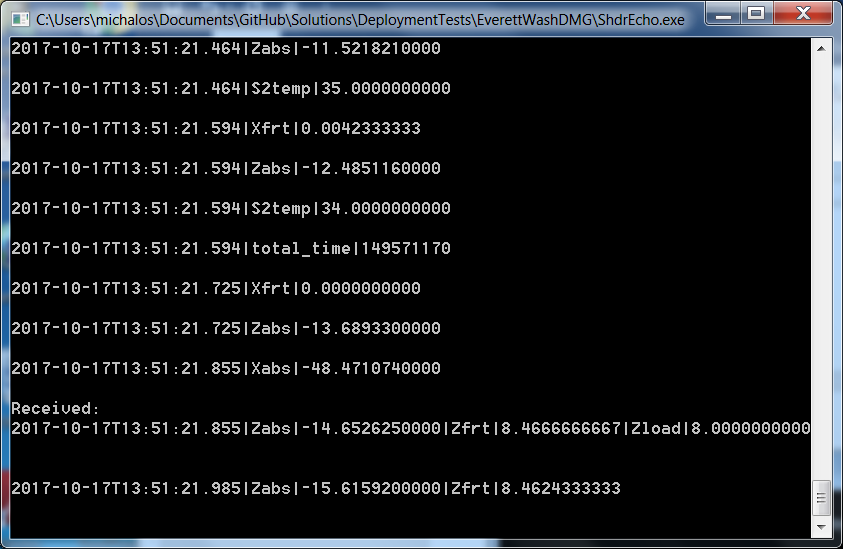 C:\Users\michalos\Documents\GitHub\Solutions\DeploymentTests\EverettWashDMG\ShdrEcho.exe
2017-10-17T13:51:21.464|Zabs|-11.5218210000
2017-10-17T13:51:21.464|S2temp|35.0000000000
2017-10-17T13:51:21.594|Xfrt|0.0042333333
2017-10-17T13:51:21.594|Zabs|-12.4851160000
2017-10-17T13:51:21.594|S2temp|34.0000000000
2017-10-17T13:51:21.594|total_time|149571170
2017-10-17T13:51:21.725|Xfrt|0.0000000000
2017-10-17T13:51:21.725|Zabs|-13.6893300000
2017-10-17T13:51:21.855|Xabs|-48.4710740000
Received:
2017-10-17T13:51:21.855|Zabs|-14.6526250000|Zfrt|8.4666666667|Zload|8.0000000000
2017-10-17T13:51:21.985|Zabs|-15.6159200000|Zfrt|8.4624333333